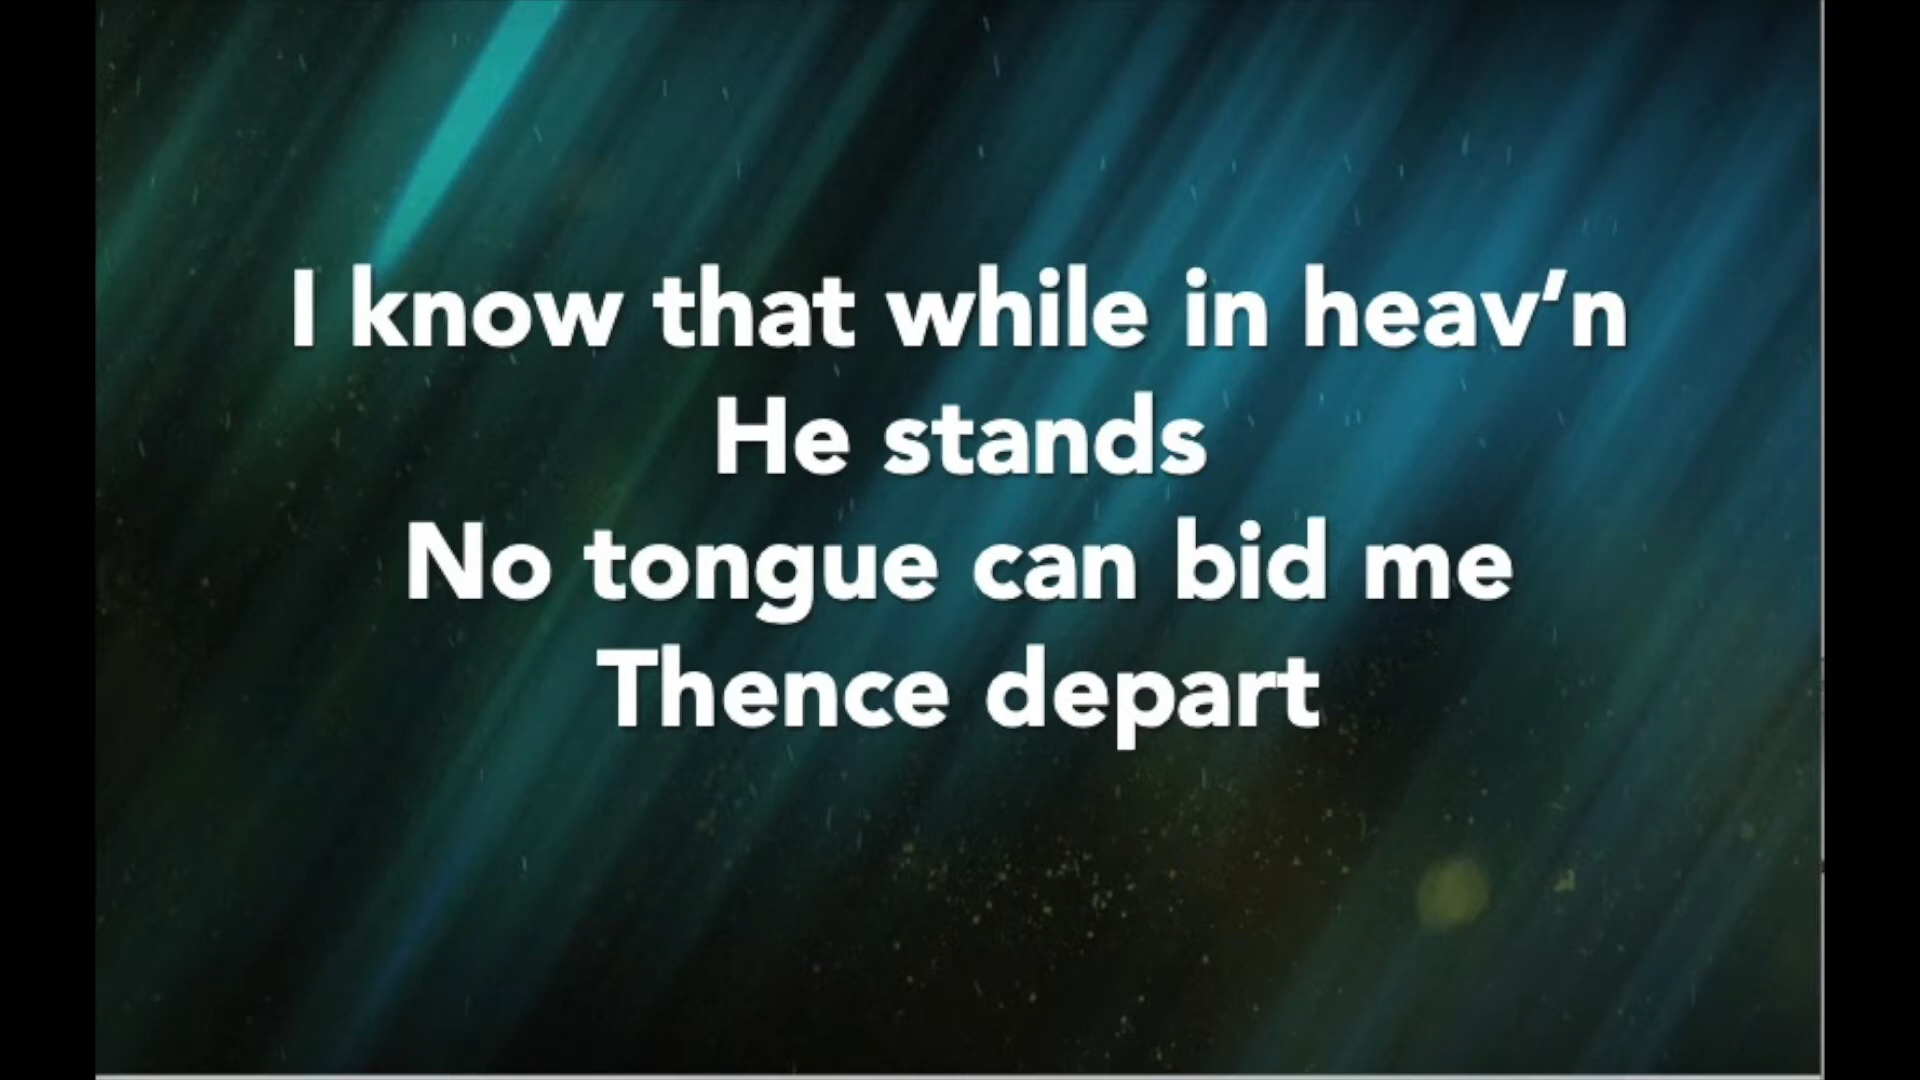 I know that while in heav’n
He stands
No tongue can bid me
Thence depart